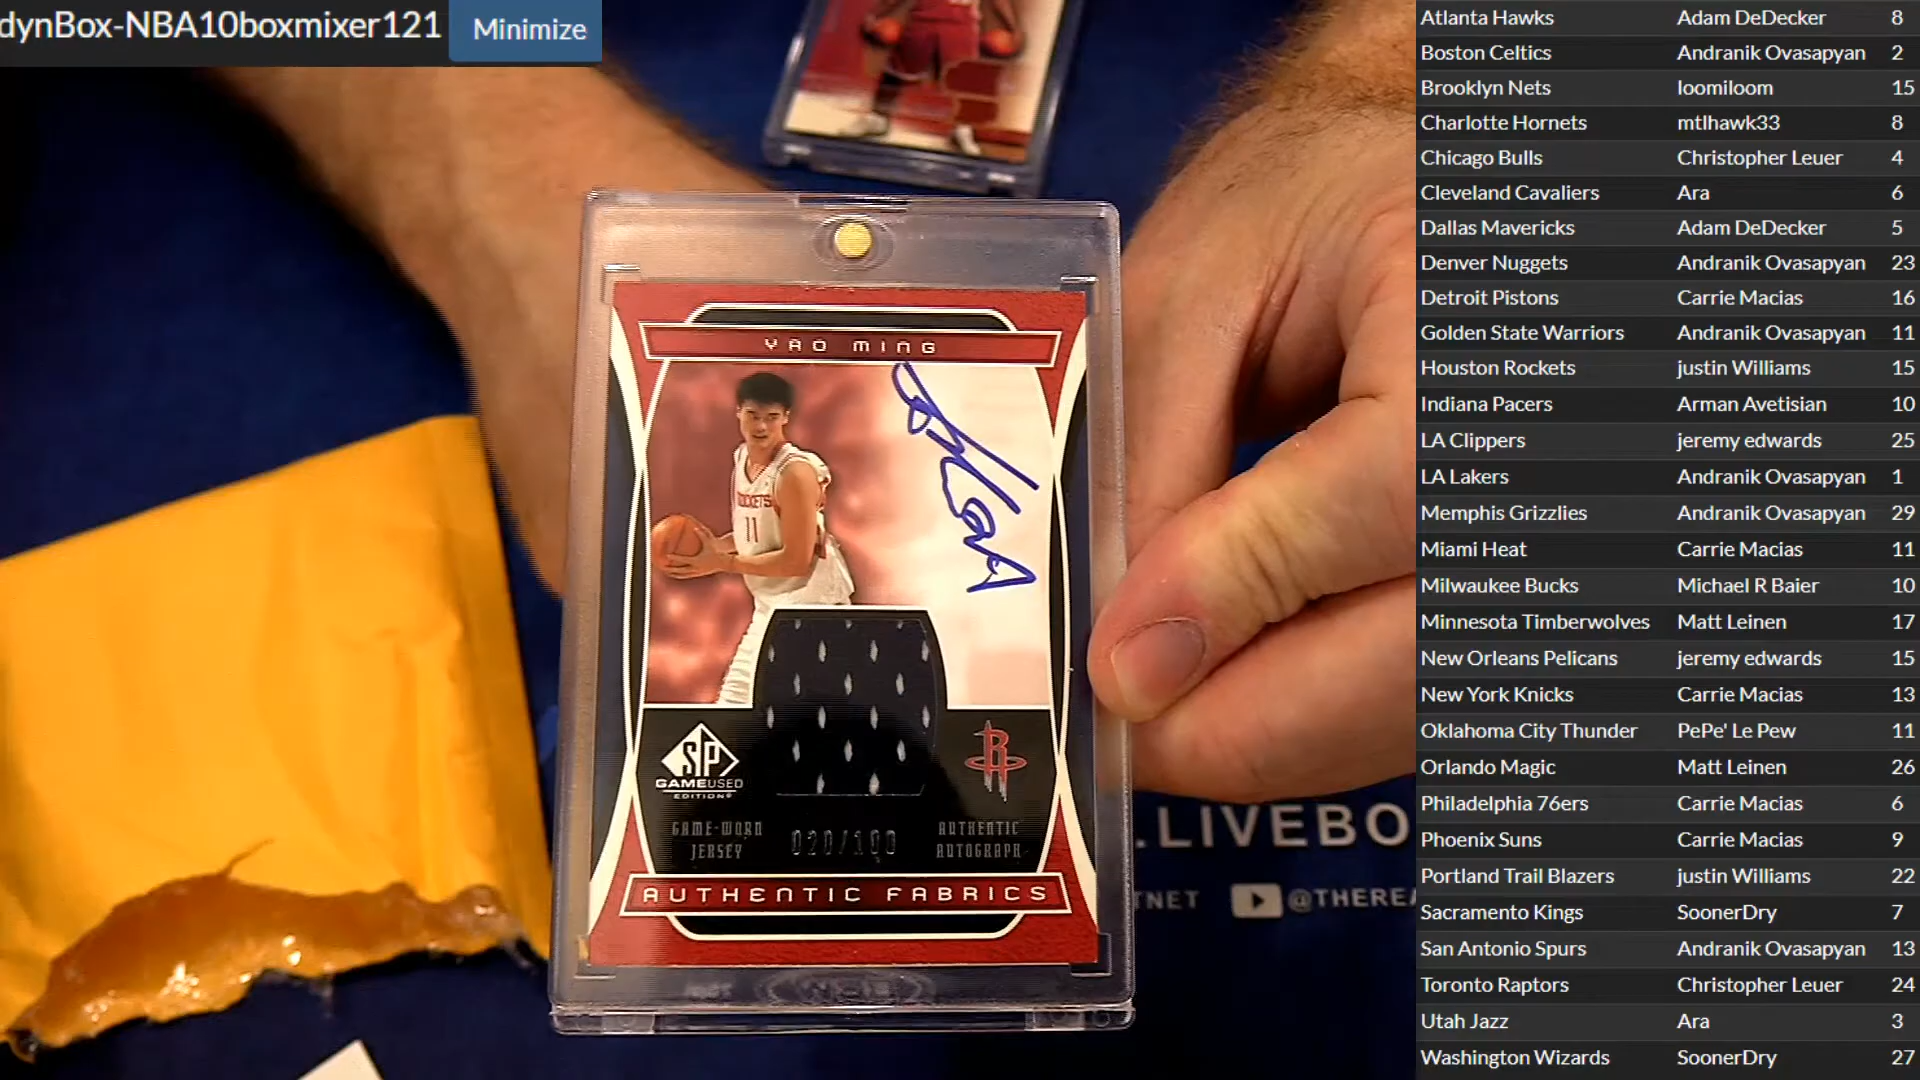 dynBox-NBA10boxmixer121
Minimize
YAO MING
ROCKETS
11
SP
GAMEUSED
EDITION
GAME-WORN
JERSEY
020/100
AUTHENTIC
AUTOGRAPH
AUTHENTIC FABRICS
.LIVEBO
TNET
@THEREA
Atlanta Hawks Adam DeDecker 8
Boston Celtics Andranik Ovasapyan 2
Brooklyn Nets loomiloom 15
Charlotte Hornets mtlhawk33 8
Chicago Bulls Christopher Leuer 4
Cleveland Cavaliers Ara 6
Dallas Mavericks Adam DeDecker 5
Denver Nuggets Andranik Ovasapyan 23
Detroit Pistons Carrie Macias 16
Golden State Warriors Andranik Ovasapyan 11
Houston Rockets justin Williams 15
Indiana Pacers Arman Avetisian 10
LA Clippers jeremy edwards 25
LA Lakers Andranik Ovasapyan 1
Memphis Grizzlies Andranik Ovasapyan 29
Miami Heat Carrie Macias 11
Milwaukee Bucks Michael R Baier 10
Minnesota Timberwolves Matt Leinen 17
New Orleans Pelicans jeremy edwards 15
New York Knicks Carrie Macias 13
Oklahoma City Thunder PePe' Le Pew 11
Orlando Magic Matt Leinen 26
Philadelphia 76ers Carrie Macias 6
Phoenix Suns Carrie Macias 9
Portland Trail Blazers justin Williams 22
Sacramento Kings SoonerDry 7
San Antonio Spurs Andranik Ovasapyan 13
Toronto Raptors Christopher Leuer 24
Utah Jazz Ara 3
Washington Wizards SoonerDry 27